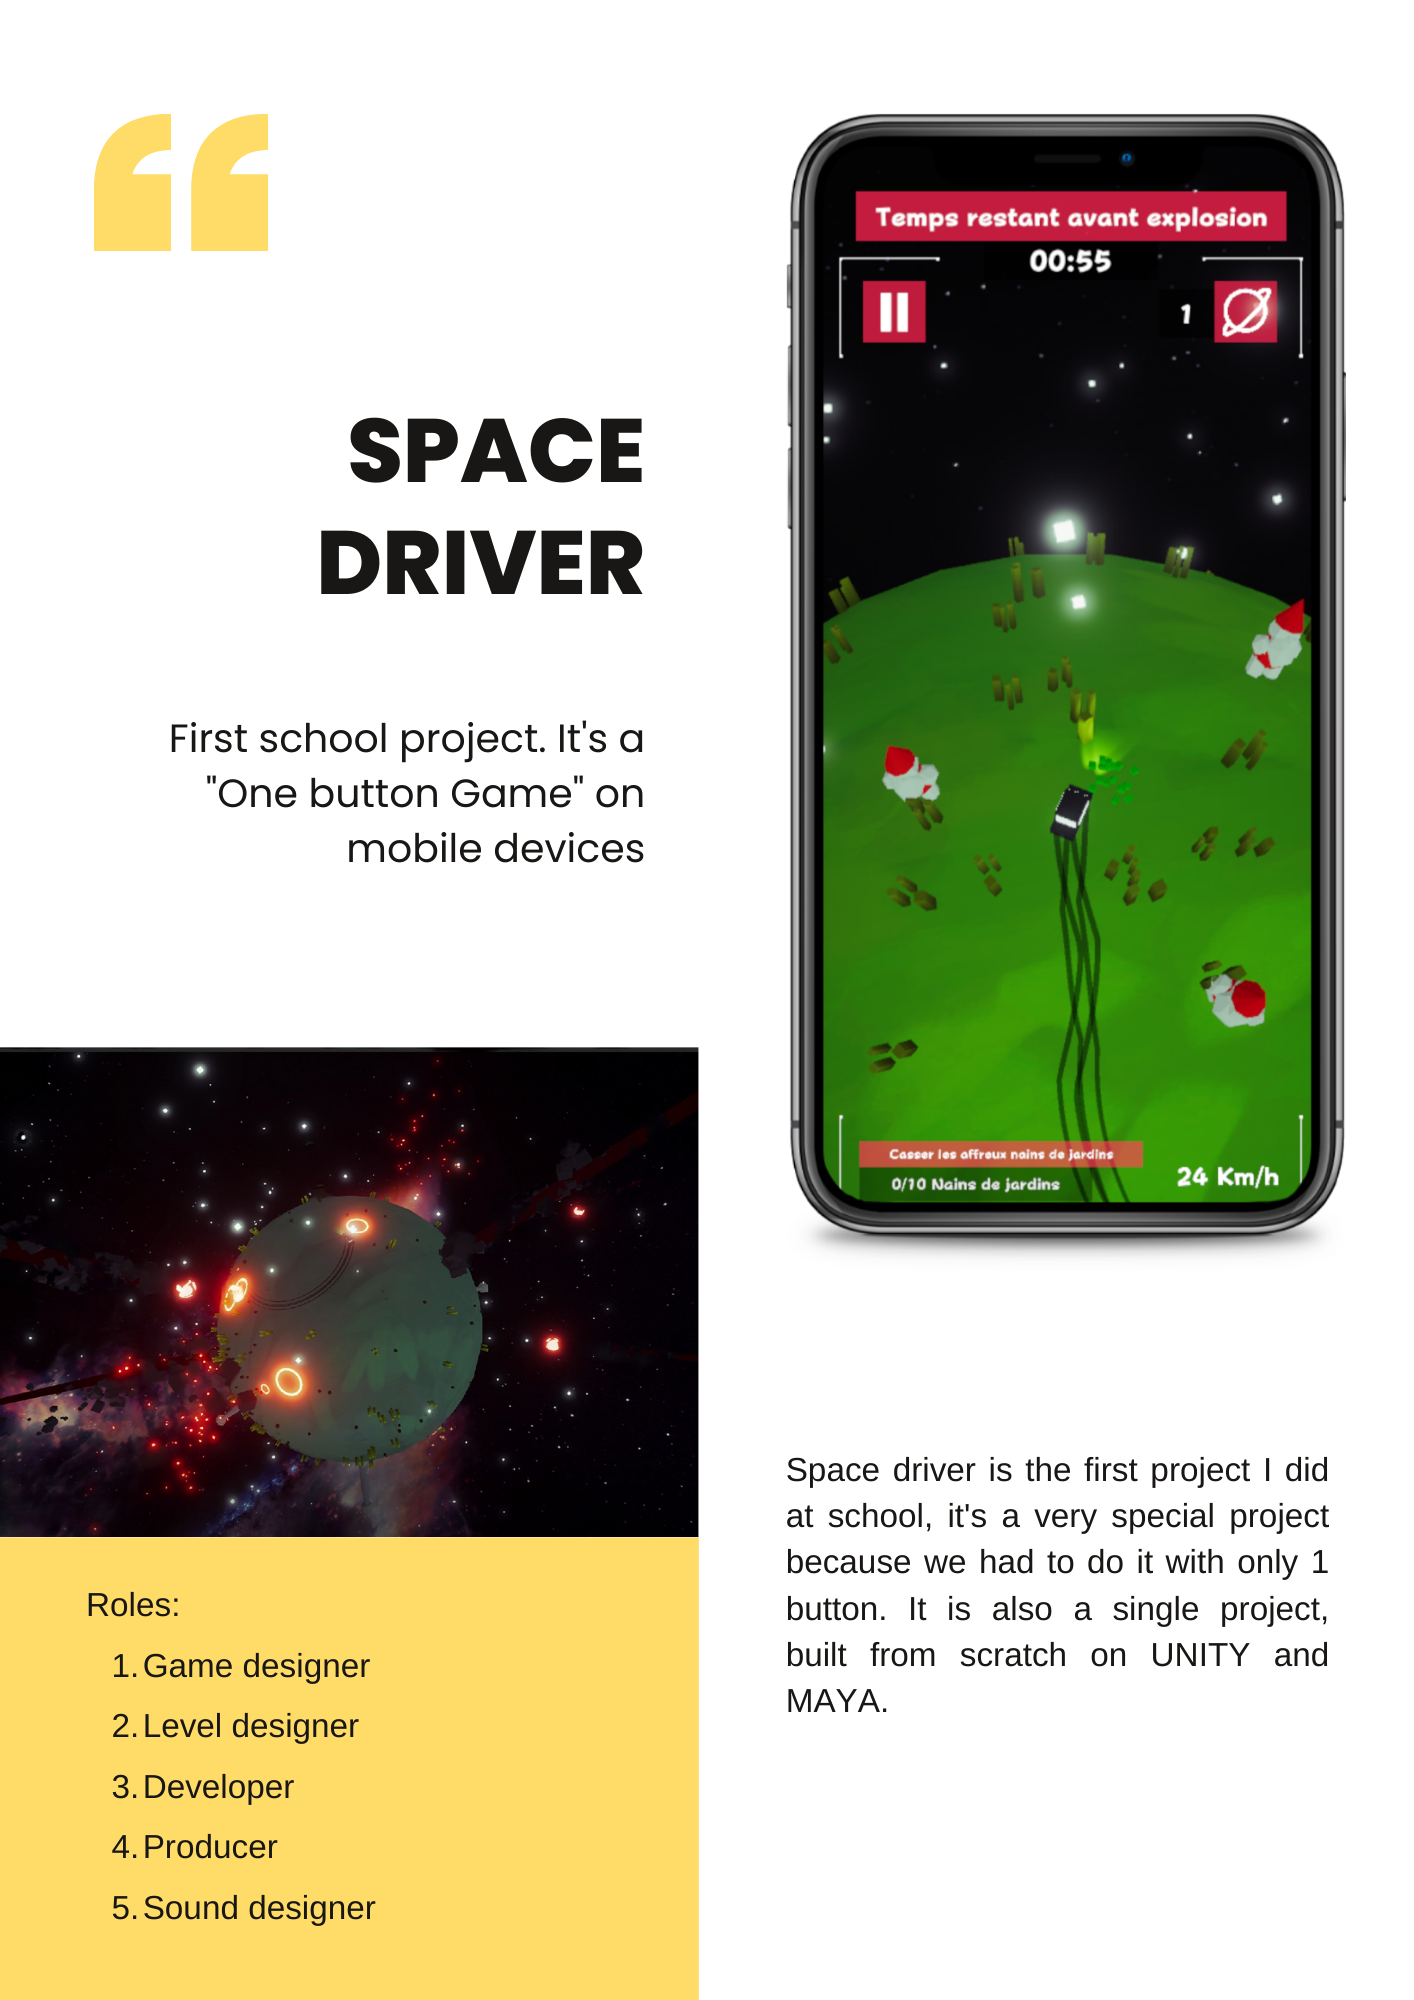 “
SPACE
DRIVER
First school project. It's a
"One button Game" on
mobile devices
Temps restant avant explosion
00:55
1
Casser les affreux nains de jardins
0/10 Nains de jardins
24 Km/h
Roles:
1. Game designer
2. Level designer
3. Developer
4. Producer
5. Sound designer
Space driver is the first project I did
at school, it's a very special project
because we had to do it with only 1
button. It is also a single project,
built from scratch on UNITY and
MAYA.